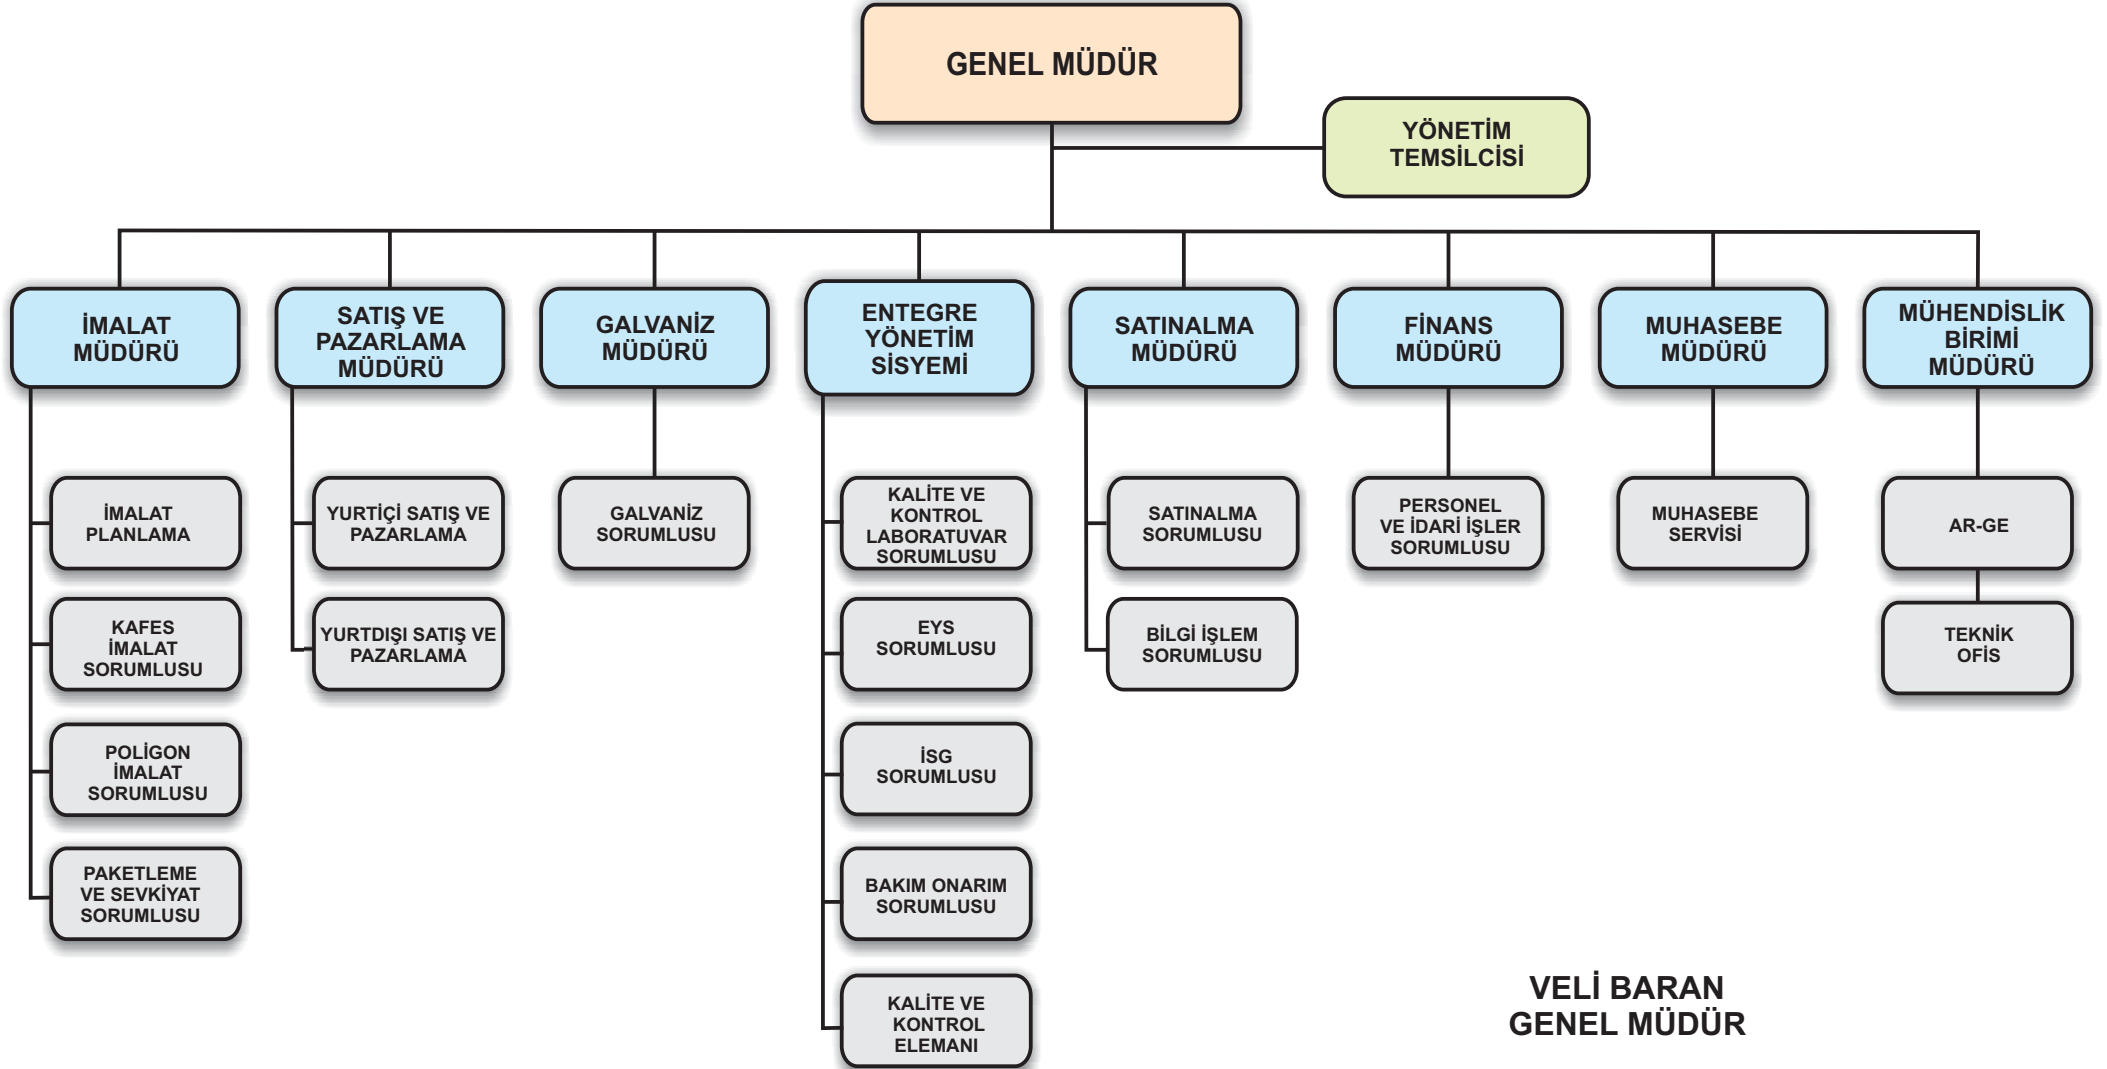 GENEL MÜDÜR
YÖNETİM
TEMSİLCİSİ
İMALAT
MÜDÜRÜ
SATIŞ VE
PAZARLAMA
MÜDÜRÜ
GALVANİZ
MÜDÜRÜ
ENTEGRE
YÖNETİM
SİSYEMİ
SATINALMA
MÜDÜRÜ
FİNANS
MÜDÜRÜ
MUHASEBE
MÜDÜRÜ
MÜHENDİSLİK
BİRİMİ
MÜDÜRÜ
İMALAT
PLANLAMA
YURTİÇİ SATIŞ VE
PAZARLAMA
GALVANİZ
SORUMLUSU
KALİTE VE
KONTROL
LABORATUVAR
SORUMLUSU
SATINALMA
SORUMLUSU
PERSONEL
VE İDARİ İŞLER
SORUMLUSU
MUHASEBE
SERVİSİ
AR-GE
KAFES
İMALAT
SORUMLUSU
YURTDIŞI SATIŞ VE
PAZARLAMA
EYS
SORUMLUSU
BİLGİ İŞLEM
SORUMLUSU
TEKNİK
OFİS
POLİGON
İMALAT
SORUMLUSU
İSG
SORUMLUSU
PAKETLEME
VE SEVKİYAT
SORUMLUSU
BAKIM ONARIM
SORUMLUSU
KALİTE VE
KONTROL
ELEMANI
VELİ BARAN
GENEL MÜDÜR